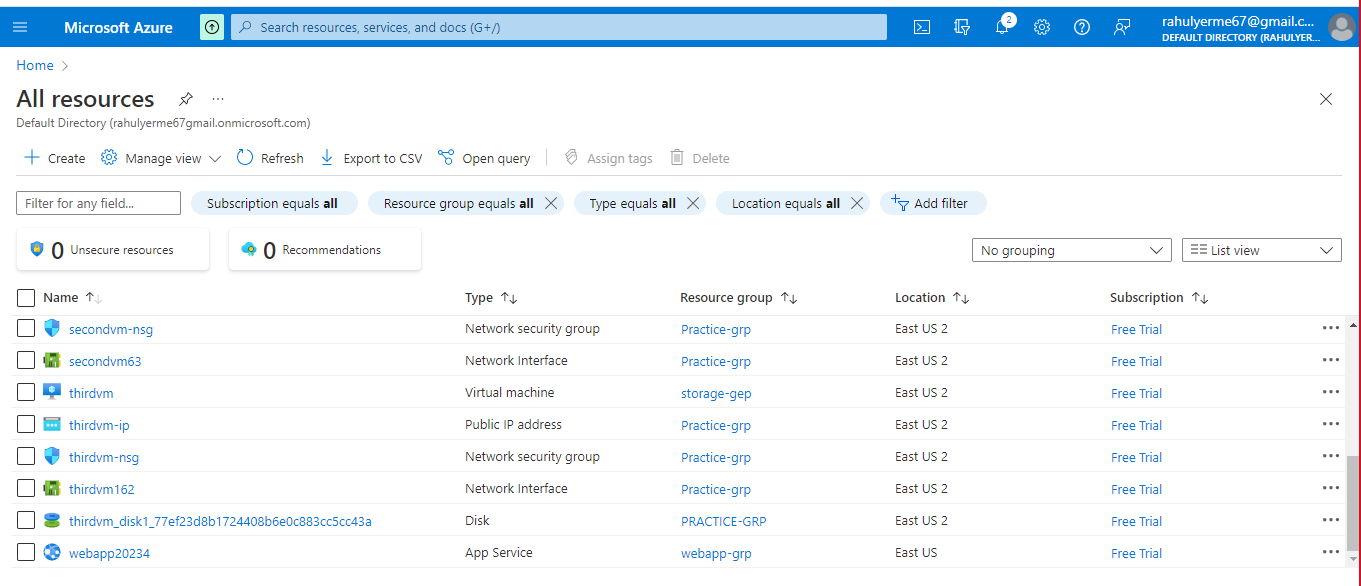 Microsoft Azure
Search resources, services, and docs (G+/)
2
rahulyerme67@gmail.c...
DEFAULT DIRECTORY (RAHULYER...
Home
All resources
...
Default Directory (rahulyerme67gmail.onmicrosoft.com)
Create Manage view Refresh Export to CSV Open query Assign tags Delete
Filter for any field... Subscription equals all Resource group equals all Type equals all Location equals all Add filter
0 Unsecure resources 0 Recommendations No grouping List view
Name Type Resource group Location Subscription
secondvm-nsg Network security group Practice-grp East US 2 Free Trial
secondvm63 Network Interface Practice-grp East US 2 Free Trial
thirdvm Virtual machine storage-gep East US 2 Free Trial
thirdvm-ip Public IP address Practice-grp East US 2 Free Trial
thirdvm-nsg Network security group Practice-grp East US 2 Free Trial
thirdvm162 Network Interface Practice-grp East US 2 Free Trial
thirdvm_disk1_77ef23d8b1724408b6e0c883cc5cc43a Disk PRACTICE-GRP East US 2 Free Trial
webapp20234 App Service webapp-grp East US Free Trial